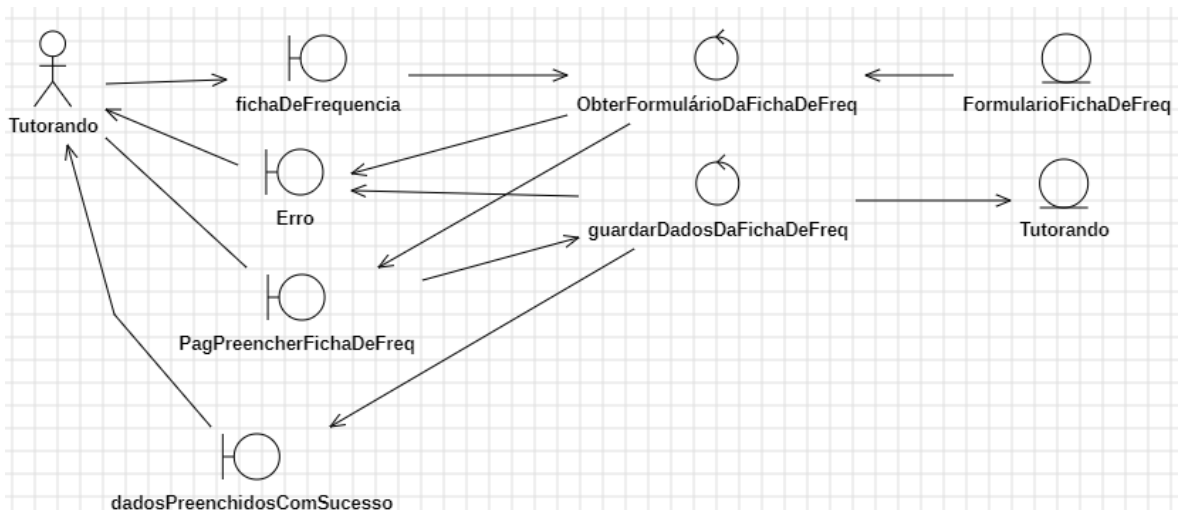 fichaDeFrequencia
ObterFormulárioDaFichaDeFreq
FormularioFichaDeFreq
Tutorando
Erro
guardarDadosDaFichaDeFreq
Tutorando
PagPreencherFichaDeFreq
dadosPreenchidosComSucesso